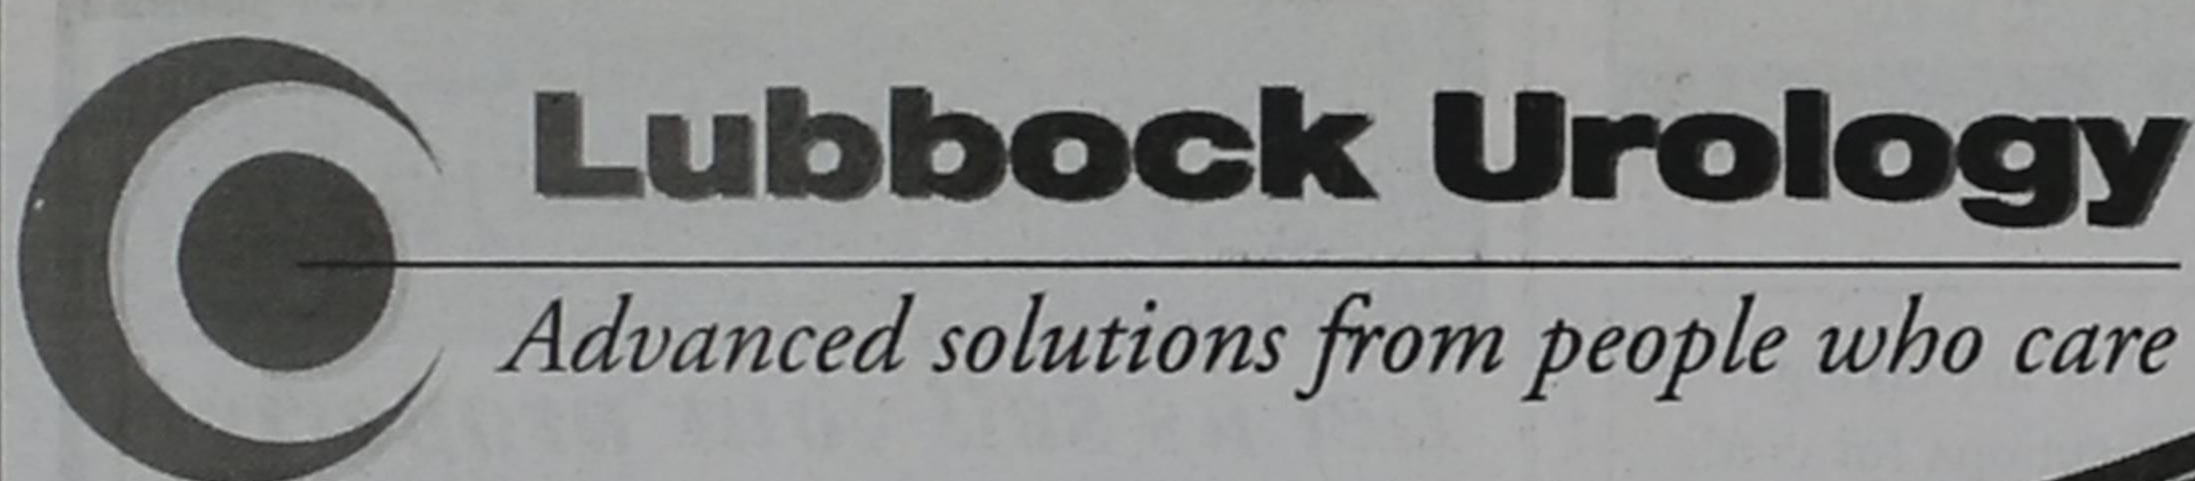 Lubbock Urology
Advanced solutions from people who care